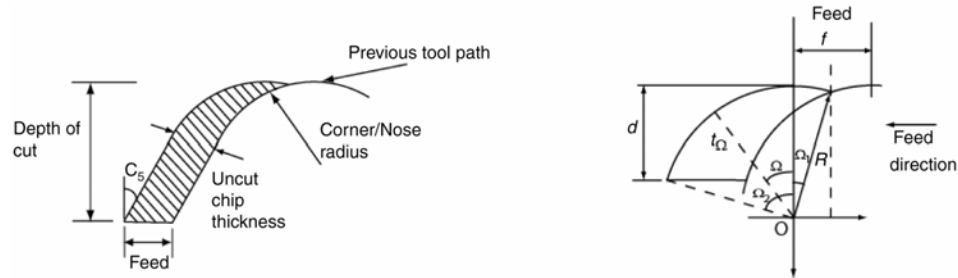 Previous tool path
Depth of
cut
C5
Corner/Nose
radius
Uncut
chip
thickness
Feed
Feed
f
d
tΩ
Ω
Ω1
R
Ω2
O
Feed
direction